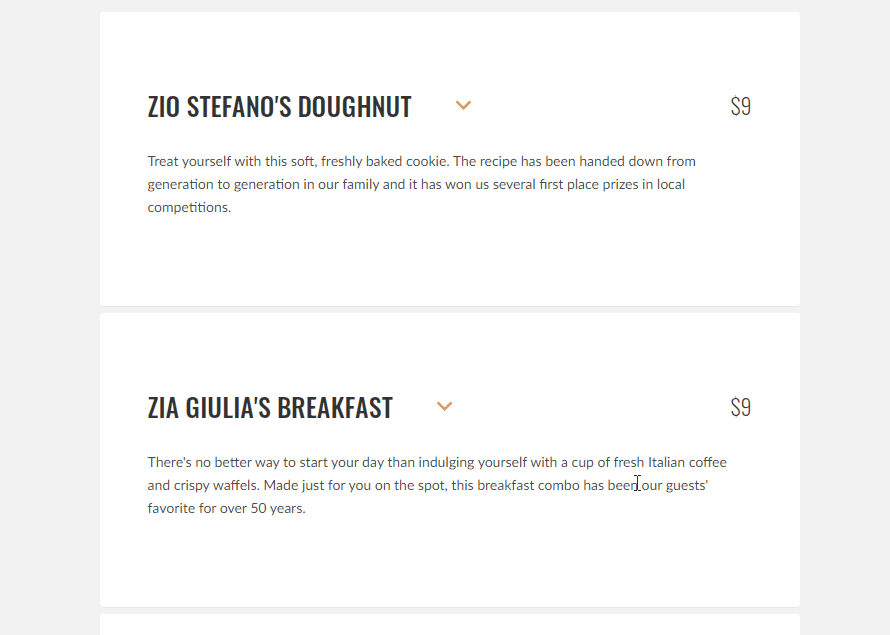 ZIO STEFANO'S DOUGHNUT $9
Treat yourself with this soft, freshly baked cookie. The recipe has been handed down from
generation to generation in our family and it has won us several first place prizes in local
competitions.
ZIA GIULIA'S BREAKFAST $9
There's no better way to start your day than indulging yourself with a cup of fresh Italian coffee
and crispy waffels. Made just for you on the spot, this breakfast combo has been our guests'
favorite for over 50 years.